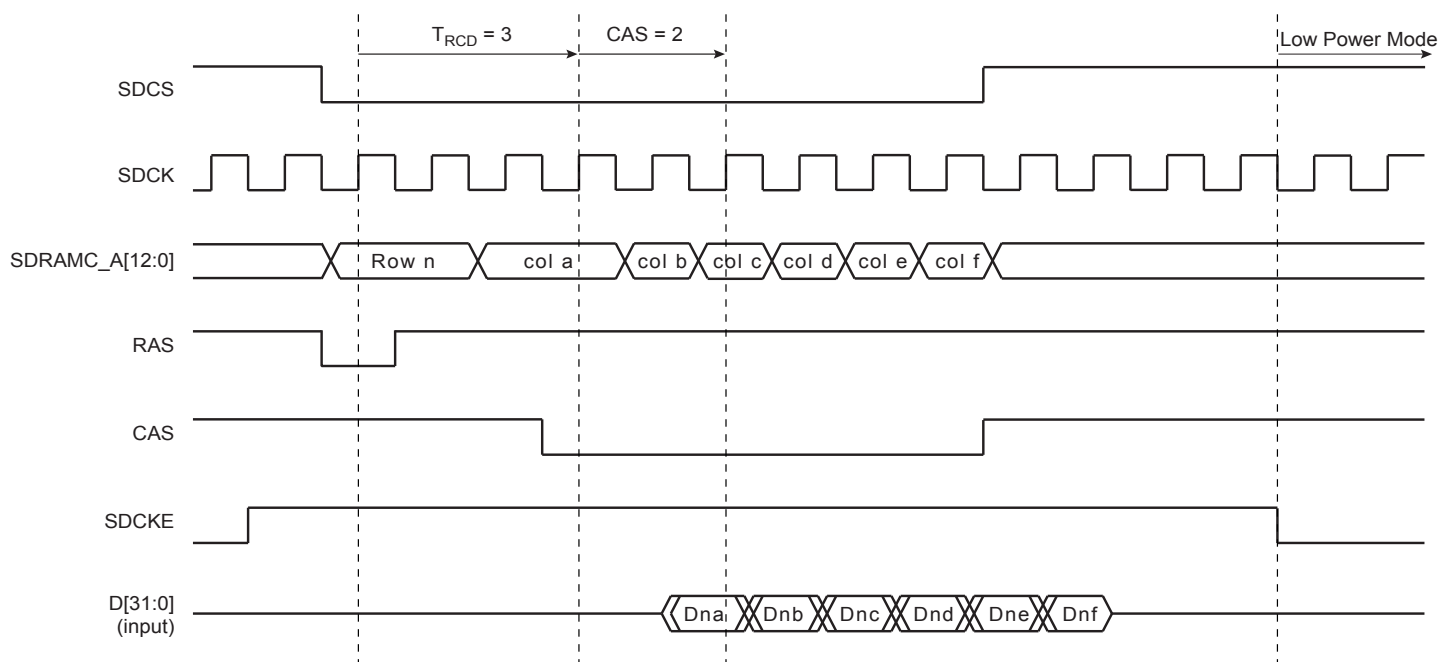 TRCD = 3
CAS = 2
Low Power Mode
SDCS
SDCK
SDRAMC_A[12:0]
Row n
col a
col b
col c
col d
col e
col f
RAS
CAS
SDCKE
D[31:0]
(input)
Dna
Dnb
Dnc
Dnd
Dne
Dnf